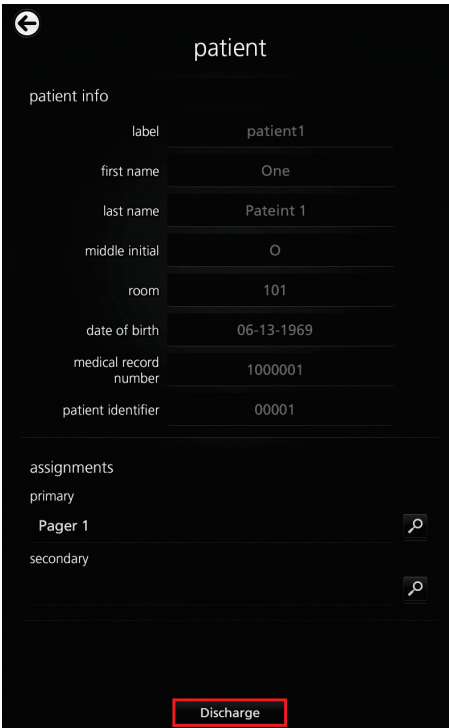 patient
patient info
label patient1
first name One
last name Pateint 1
middle initial O
room 101
date of birth 06-13-1969
medical record
number 1000001
patient identifier 00001
assignments
primary
Pager 1
secondary
Discharge